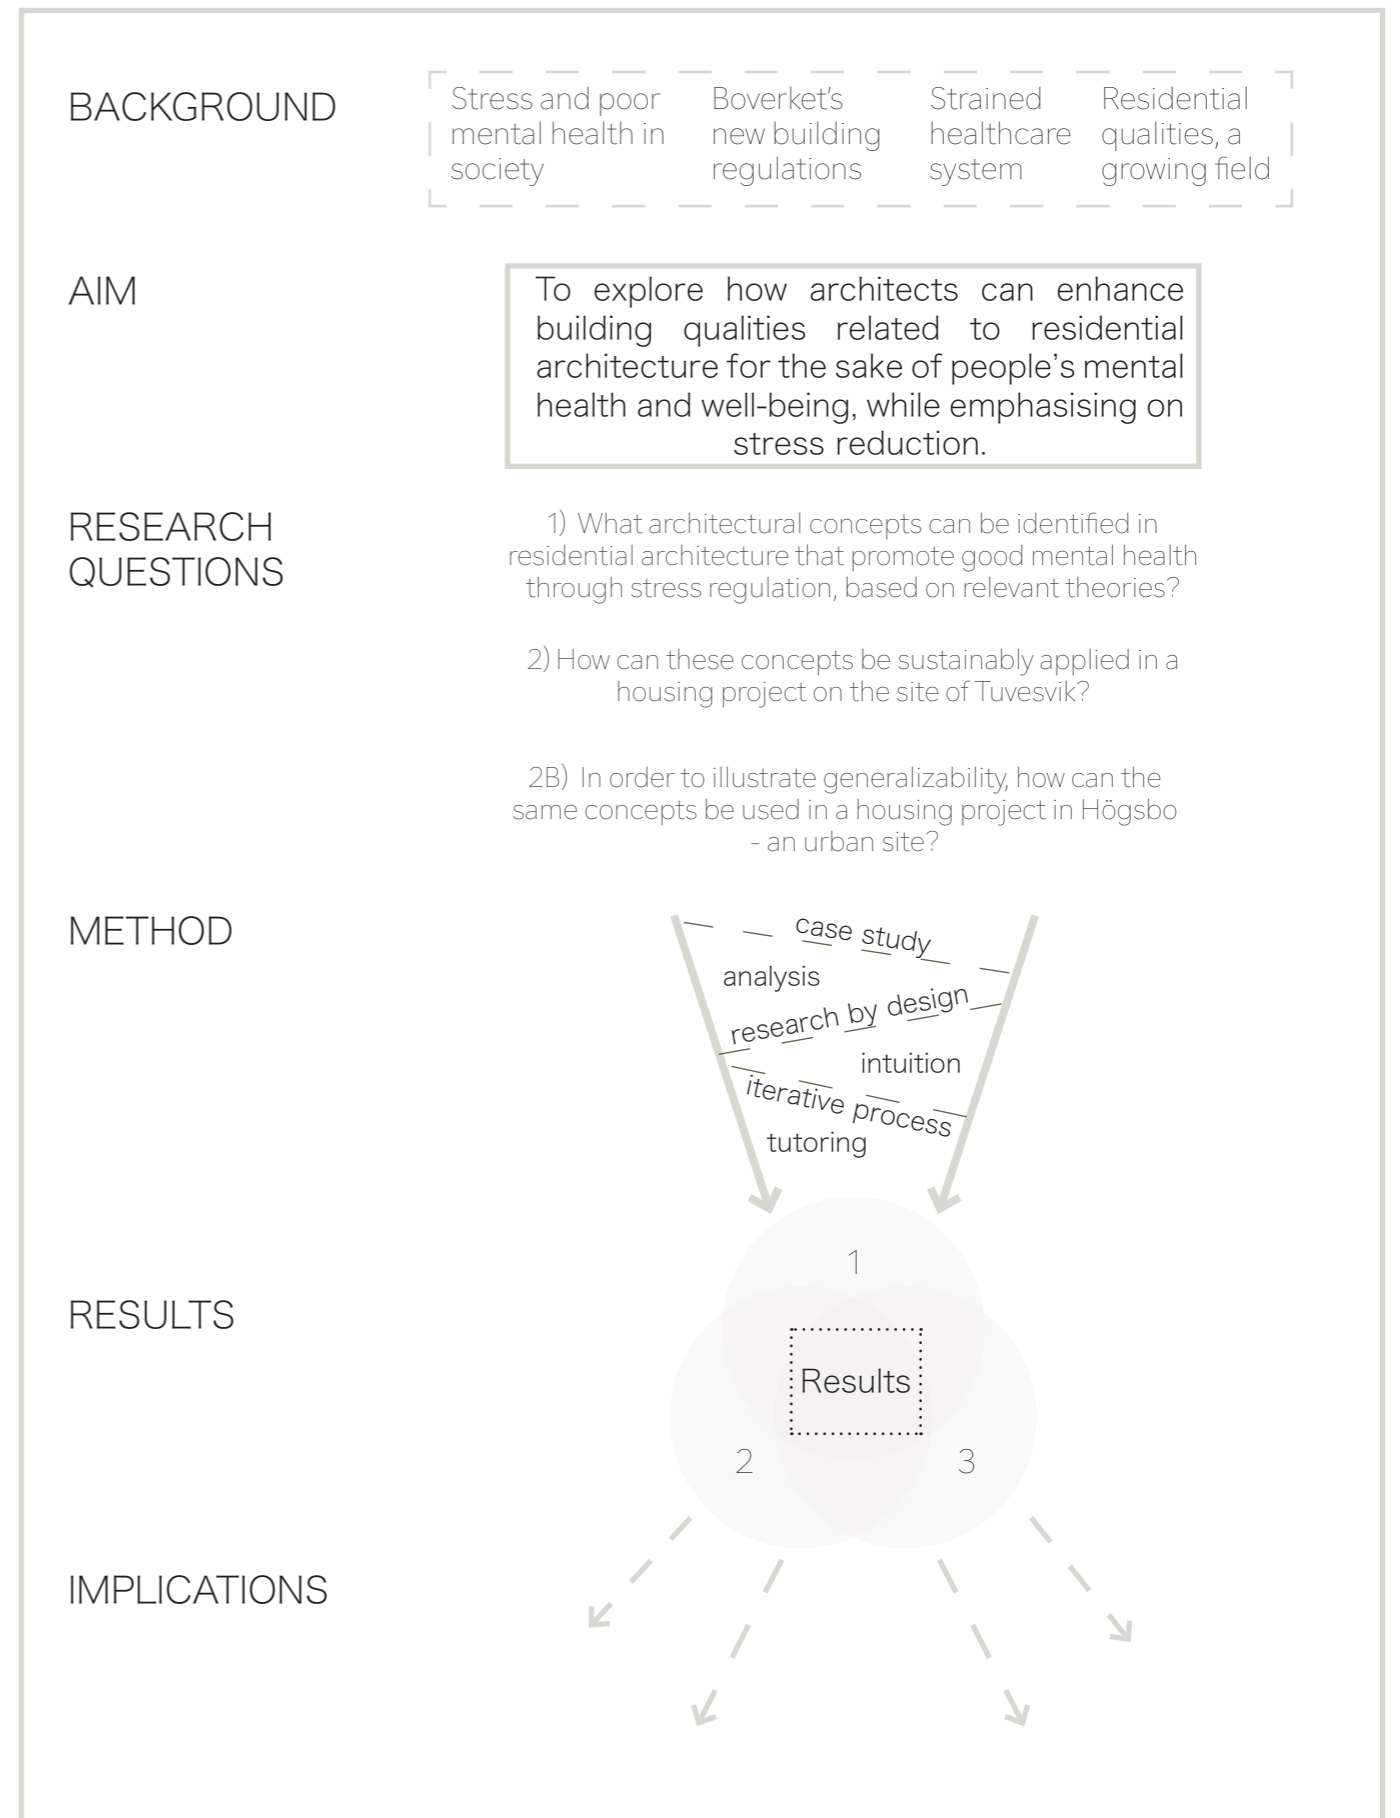 BACKGROUND
Stress and poor
mental health in
society
Boverket's
new building
regulations
Strained
healthcare
system
Residential
qualities, a
growing field
AIM
To explore how architects can enhance
building qualities related to residential
architecture for the sake of people's mental
health and well-being, while emphasising on
stress reduction.
RESEARCH
QUESTIONS
1) What architectural concepts can be identified in
residential architecture that promote good mental health
through stress regulation, based on relevant theories?
2) How can these concepts be sustainably applied in a
housing project on the site of Tuvesvik?
2B) In order to illustrate generalizability, how can the
same concepts be used in a housing project in Högsbo
- an urban site?
METHOD
case study
analysis
research by design
intuition
iterative process
tutoring
RESULTS
1
Results
2
3
IMPLICATIONS